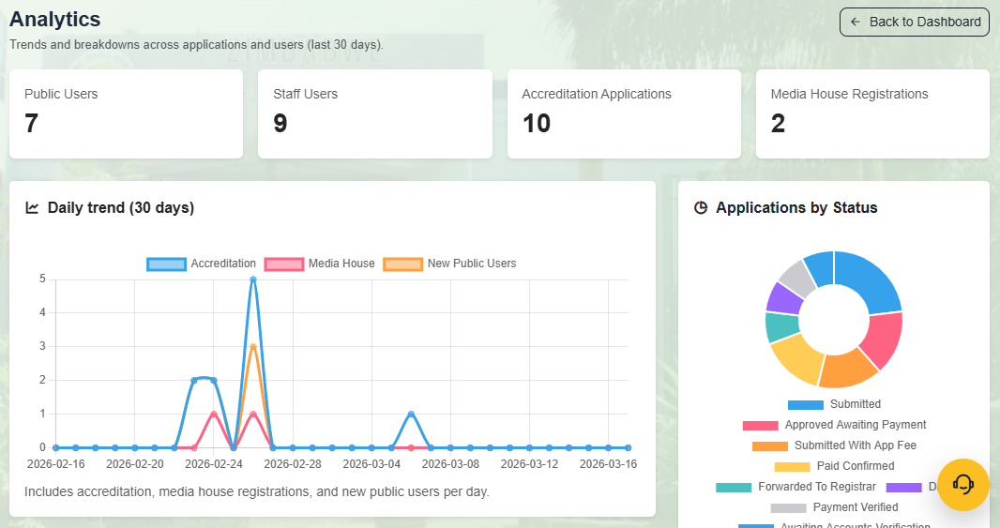 Analytics
← Back to Dashboard
Trends and breakdowns across applications and users (last 30 days).
ZIMBABWE
Public Users
7
Staff Users
9
Accreditation Applications
10
Media House Registrations
2
Daily trend (30 days)
Accreditation Media House New Public Users
5
4
3
2
1
0
2026-02-16 2026-02-20 2026-02-24 2026-02-28 2026-03-04 2026-03-08 2026-03-12 2026-03-16
Includes accreditation, media house registrations, and new public users per day.
Applications by Status
Submitted
Approved Awaiting Payment
Submitted With App Fee
Paid Confirmed
Forwarded To Registrar
Payment Verified
Awaiting Accounts Verification